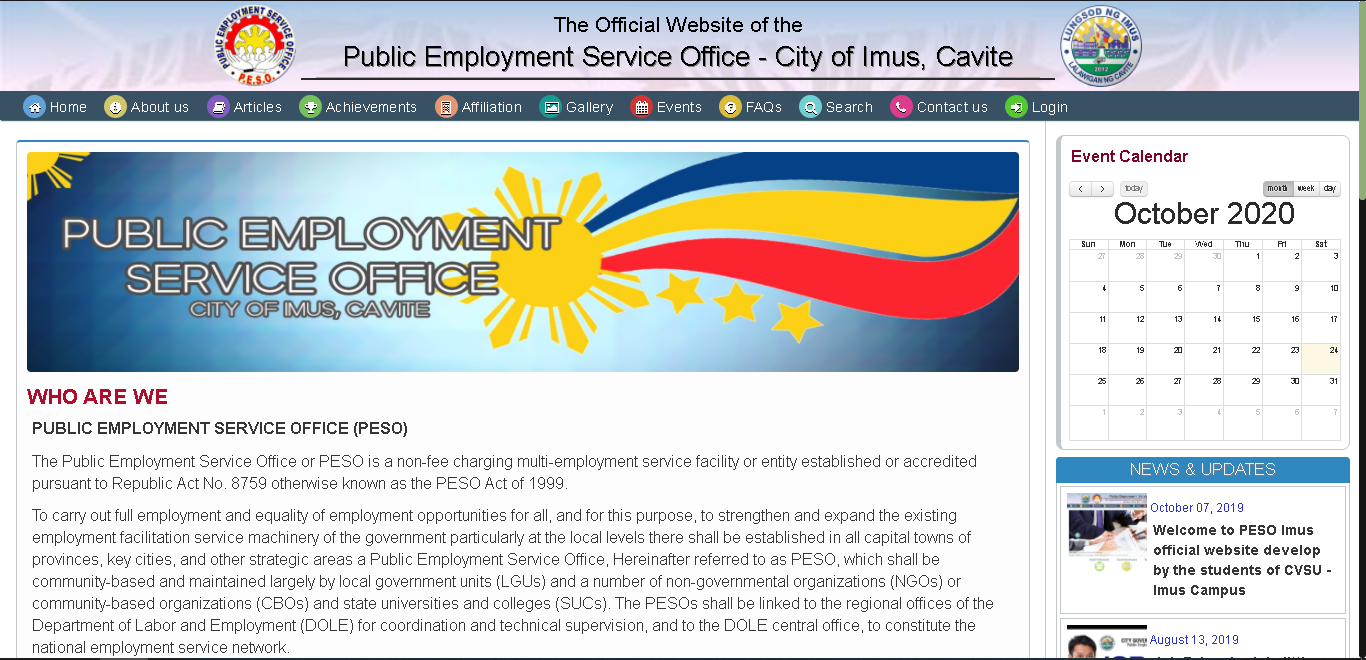 PUBLIC EMPLOYMENT SERVICE OFFICE
P.E.S.O.
The Official Website of the
Public Employment Service Office - City of Imus, Cavite
LUNGSOD NG IMUS
LALAWIGAN NG CAVITE
2012
Home About us Articles Achievements Affiliation Gallery Events FAQs Search Contact us Login
PUBLIC EMPLOYMENT
SERVICE OFFICE
CITY OF IMUS, CAVITE
WHO ARE WE
PUBLIC EMPLOYMENT SERVICE OFFICE (PESO)
The Public Employment Service Office or PESO is a non-fee charging multi-employment service facility or entity established or accredited
pursuant to Republic Act No. 8759 otherwise known as the PESO Act of 1999.
To carry out full employment and equality of employment opportunities for all, and for this purpose, to strengthen and expand the existing
employment facilitation service machinery of the government particularly at the local levels there shall be established in all capital towns of
provinces, key cities, and other strategic areas a Public Employment Service Office, Hereinafter referred to as PESO, which shall be
community-based and maintained largely by local government units (LGUs) and a number of non-governmental organizations (NGOs) or
community-based organizations (CBOs) and state universities and colleges (SUCs). The PESOs shall be linked to the regional offices of the
Department of Labor and Employment (DOLE) for coordination and technical supervision, and to the DOLE central office, to constitute the
national employment service network.
Event Calendar
today month week day
October 2020
Sun Mon Tue Wed Thu Fri Sat
27 28 29 30 1 2 3
4 5 6 7 8 9 10
11 12 13 14 15 16 17
18 19 20 21 22 23 24
25 26 27 28 29 30 31
1 2 3 4 5 6 7
NEWS & UPDATES
October 07, 2019
Welcome to PESO Imus
official website develop
by the students of CVSU -
Imus Campus
August 13, 2019